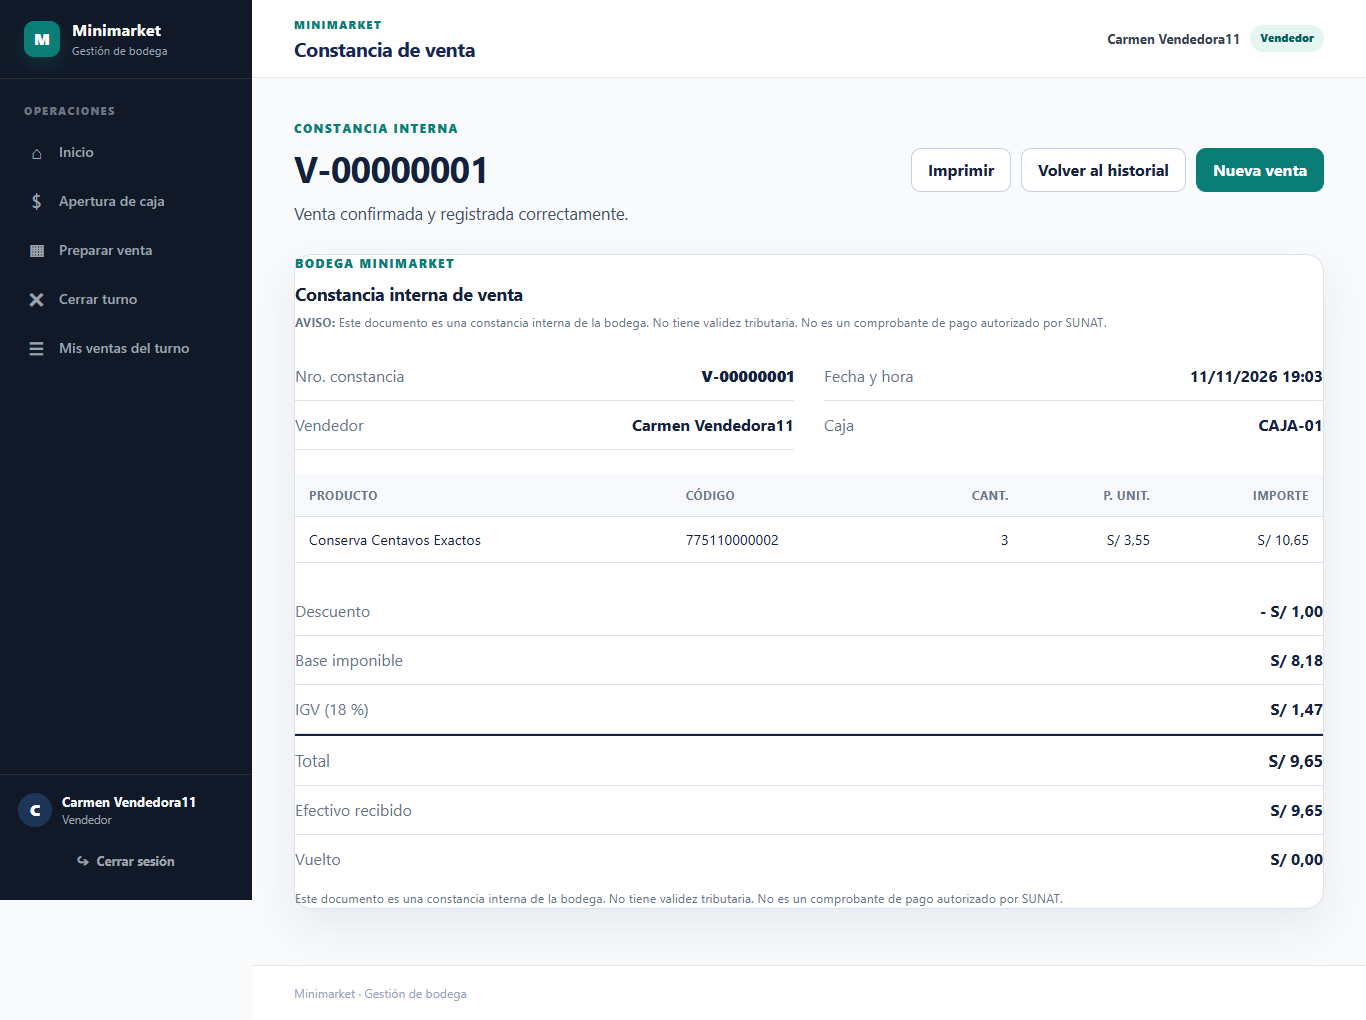 M
Minimarket
Gestión de bodega
OPERACIONES
Inicio
$ Apertura de caja
Preparar venta
Cerrar turno
Mis ventas del turno
C
Carmen Vendedora11
Vendedor
Cerrar sesión
MINIMARKET
Constancia de venta
Carmen Vendedora11 Vendedor
CONSTANCIA INTERNA
V-00000001
Imprimir Volver al historial Nueva venta
Venta confirmada y registrada correctamente.
BODEGA MINIMARKET
Constancia interna de venta
AVISO: Este documento es una constancia interna de la bodega. No tiene validez tributaria. No es un comprobante de pago autorizado por SUNAT.
Nro. constancia V-00000001 Fecha y hora 11/11/2026 19:03
Vendedor Carmen Vendedora11 Caja CAJA-01
PRODUCTO CÓDIGO CANT. P. UNIT. IMPORTE
Conserva Centavos Exactos 775110000002 3 S/ 3,55 S/ 10,65
Descuento - S/ 1,00
Base imponible S/ 8,18
IGV (18 %) S/ 1,47
Total S/ 9,65
Efectivo recibido S/ 9,65
Vuelto S/ 0,00
Este documento es una constancia interna de la bodega. No tiene validez tributaria. No es un comprobante de pago autorizado por SUNAT.
Minimarket · Gestión de bodega